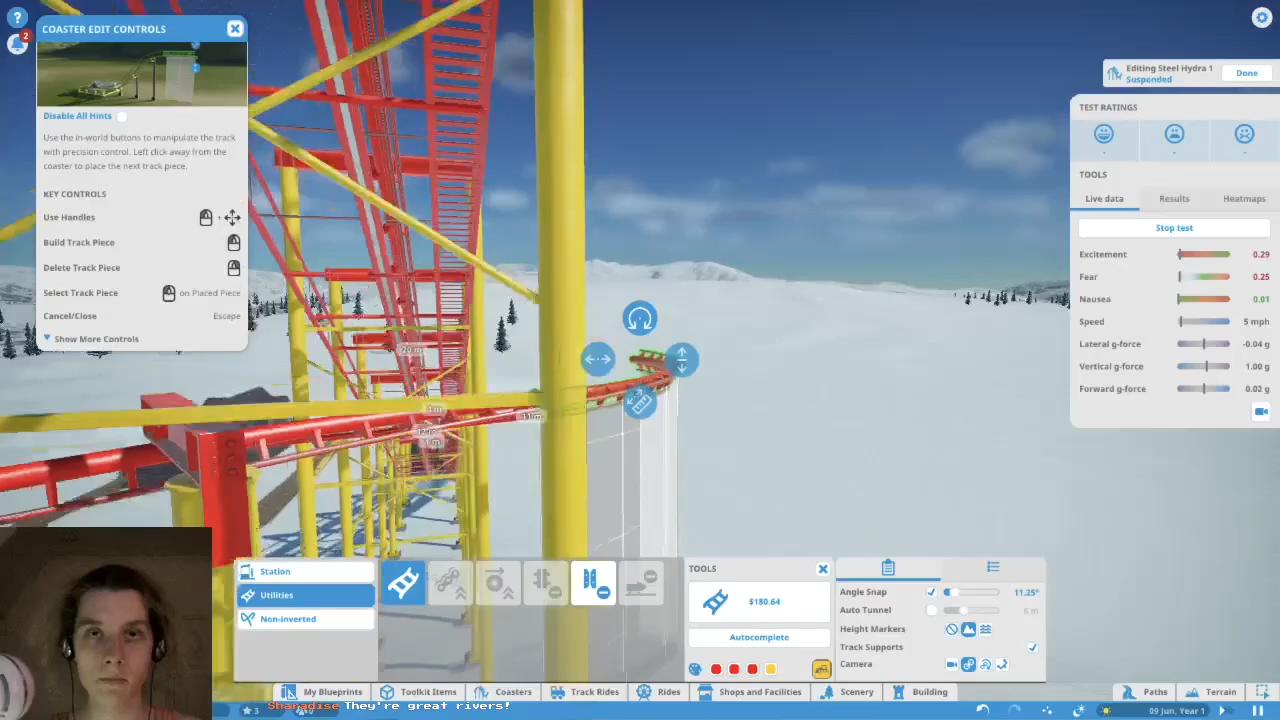 ?
COASTER EDIT CONTROLS
2
Disable All Hints
Use the in-world buttons to manipulate the track
with precision control. Left click away from the
coaster to place the next track piece.
KEY CONTROLS
Use Handles +
Build Track Piece
Delete Track Piece
Select Track Piece on Placed Piece
Cancel/Close Escape
Show More Controls
Editing Steel Hydra 1
Suspended
Done
TEST RATINGS
- - -
TOOLS
Live data Results Heatmaps
Stop test
Excitement 0.29
Fear 0.25
Nausea 0.01
Speed 5 mph
Lateral g-force -0.04 g
Vertical g-force 1.00 g
Forward g-force 0.02 g
11m
Station
Utilities
Non-inverted
TOOLS
$180.64
Autocomplete
Angle Snap 11.25°
Auto Tunnel 6 m
Height Markers
Track Supports
Camera
My Blueprints Toolkit Items Coasters Track Rides Rides Shops and Facilities Scenery Building Paths Terrain
3
09 Jun, Year 1
Sharadise They're great rivers!